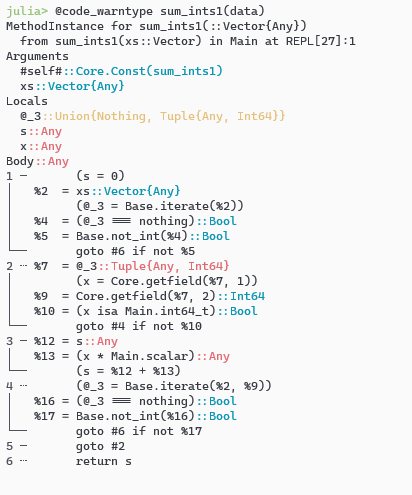 julia> @code_warntype sum_ints1(data)
MethodInstance for sum_ints1(::Vector{Any})
  from sum_ints1(xs::Vector) in Main at REPL[27]:1
Arguments
  #self#::Core.Const(sum_ints1)
  xs::Vector{Any}
Locals
  @_3::Union{Nothing, Tuple{Any, Int64}}
  s::Any
  x::Any
Body::Any
1 ─       (s = 0)
│   %2  = xs::Vector{Any}
│         (@_3 = Base.iterate(%2))
│   %4  = (@_3 === nothing)::Bool
│   %5  = Base.not_int(%4)::Bool
└──       goto #6 if not %5
2 ┄ %7  = @_3::Tuple{Any, Int64}
│         (x = Core.getfield(%7, 1))
│   %9  = Core.getfield(%7, 2)::Int64
│   %10 = (x isa Main.int64_t)::Bool
└──       goto #4 if not %10
3 ─ %12 = s::Any
│   %13 = (x * Main.scalar)::Any
└──       (s = %12 + %13)
4 ┄       (@_3 = Base.iterate(%2, %9))
│   %16 = (@_3 === nothing)::Bool
│   %17 = Base.not_int(%16)::Bool
└──       goto #6 if not %17
5 ─       goto #2
6 ┄       return s